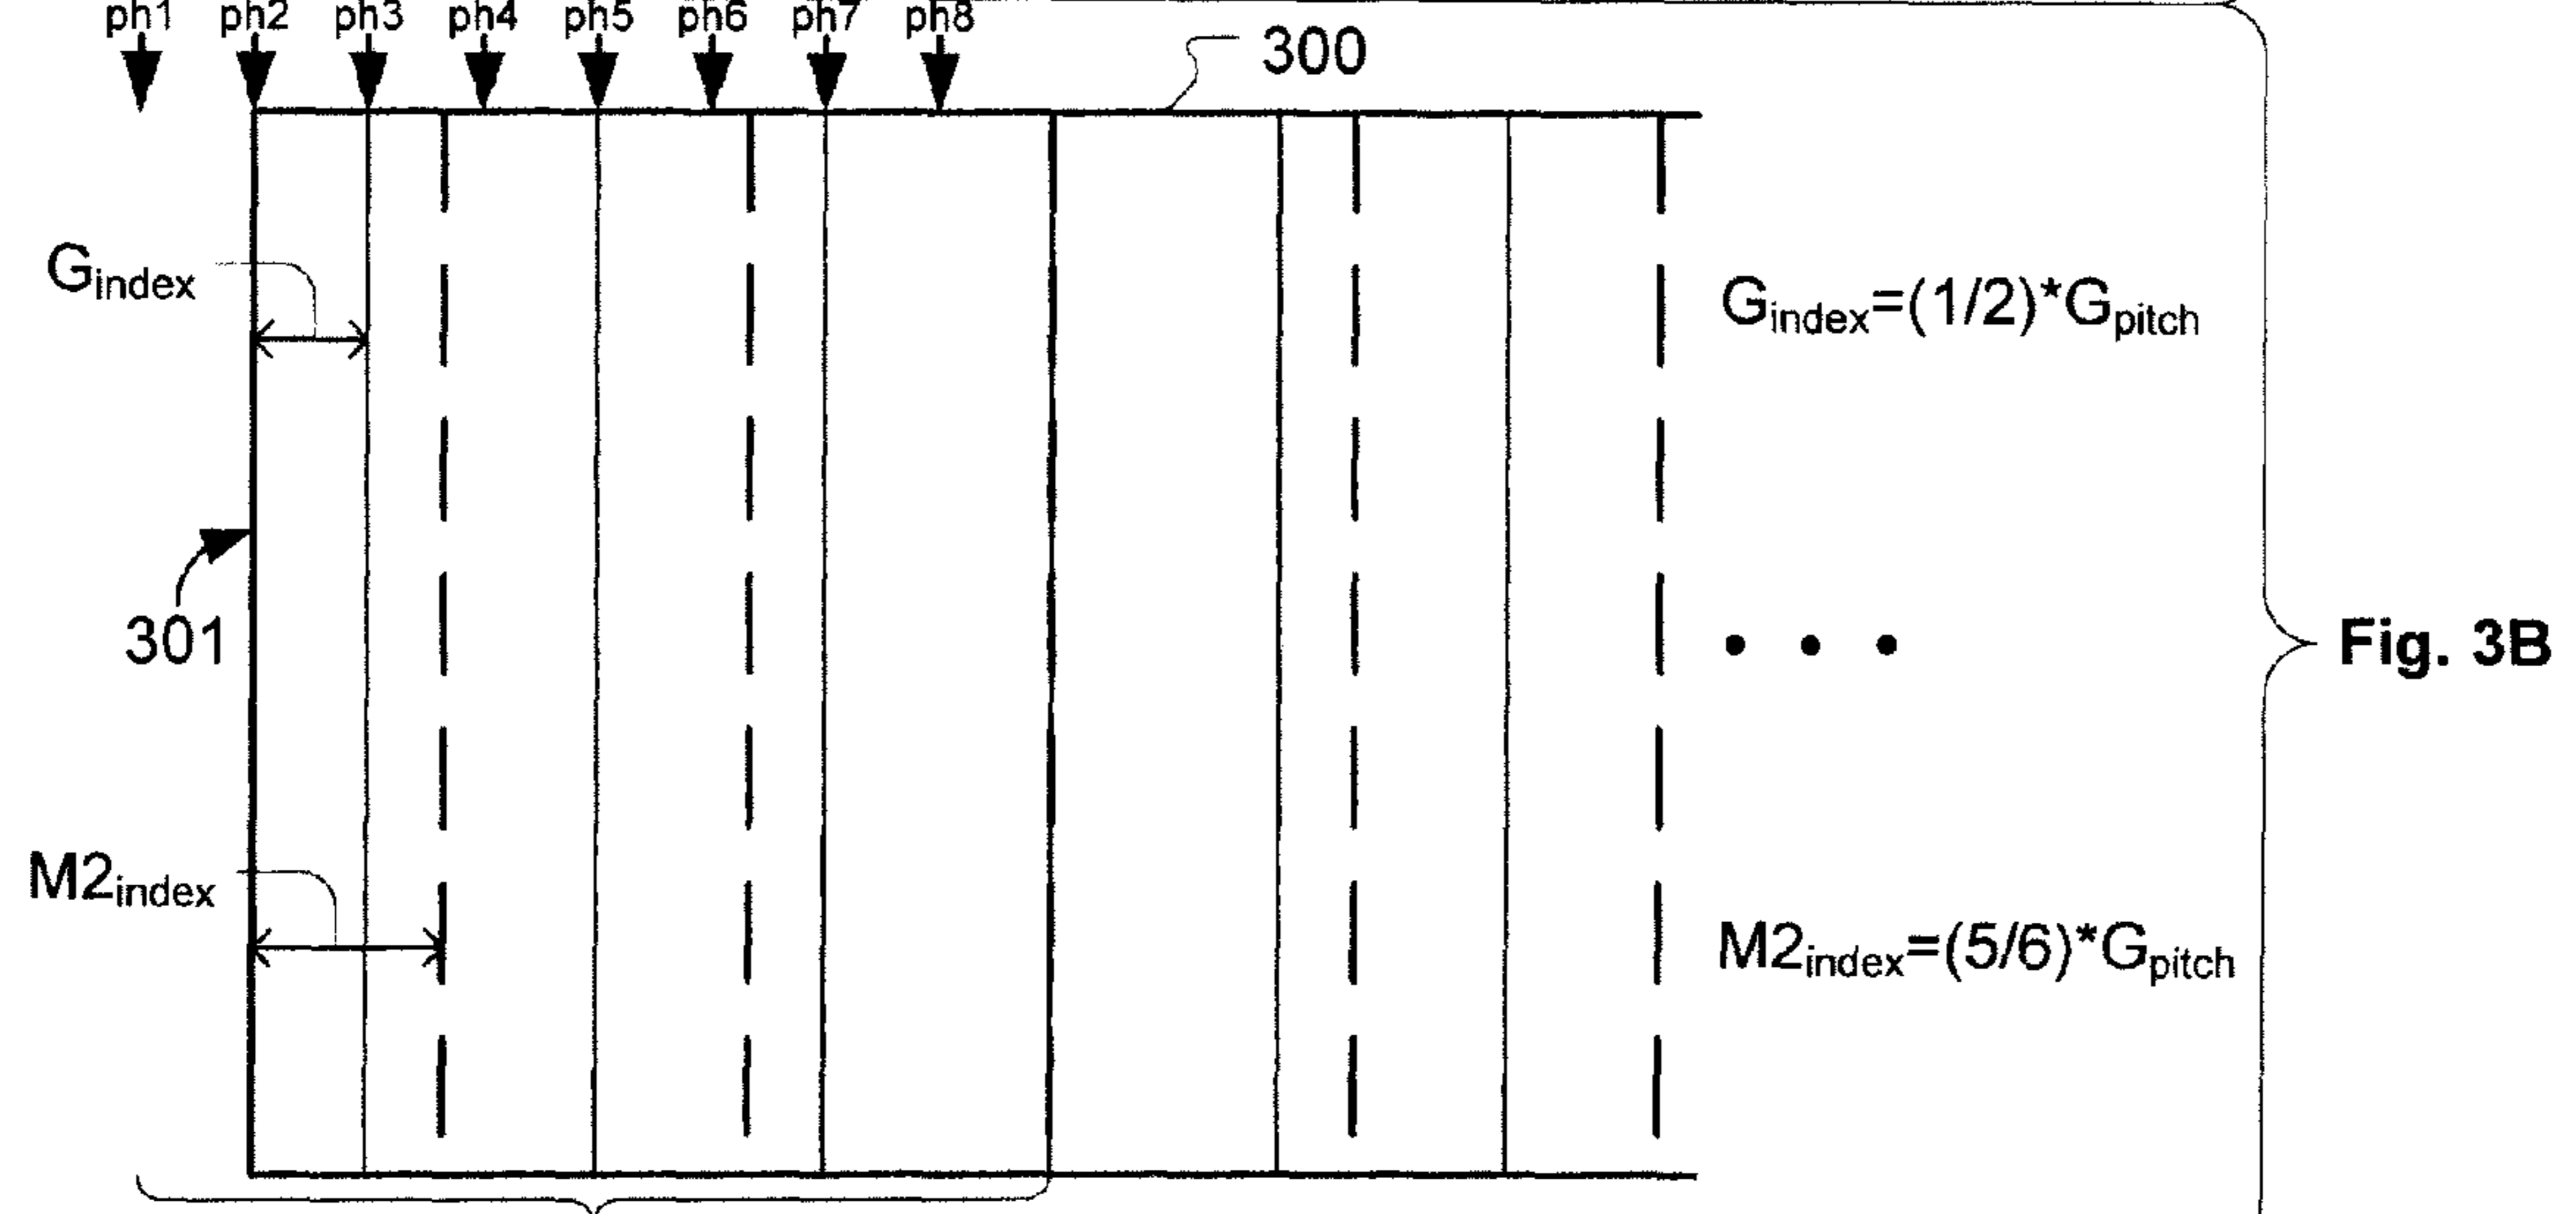 ph1 ph2 ph3 ph4 ph5 ph6 ph7 ph8
300
Gindex
Gindex=(1/2)*Gpitch
301
• • •
Fig. 3B
M2index
M2index=(5/6)*Gpitch